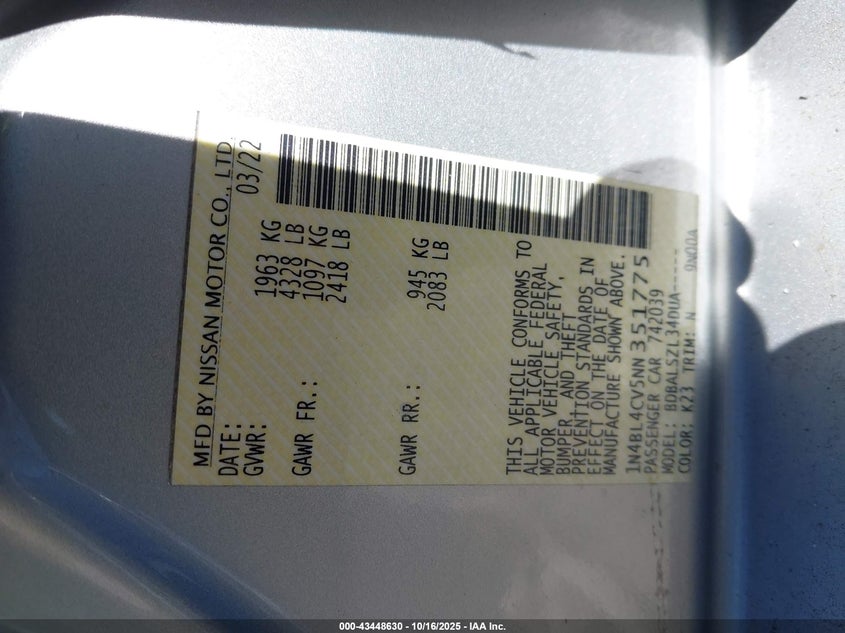 MFD BY NISSAN MOTOR CO., LTD.
DATE: 03/22
GVWR: 1963 KG
4328 LB
GAWR FR.: 1097 KG
2418 LB
GAWR RR.: 945 KG
2083 LB
THIS VEHICLE CONFORMS TO
ALL APPLICABLE FEDERAL
MOTOR VEHICLE SAFETY,
BUMPER, AND THEFT
PREVENTION STANDARDS IN
EFFECT ON THE DATE OF
MANUFACTURE SHOWN ABOVE.
1N4BL4CV5NN351775
PASSENGER CAR 742039
MODEL: BDBALSZL34DUA-----
COLOR: K23 TRIM: N 9W00A
000-43448630 - 10/16/2025 - IAA Inc.